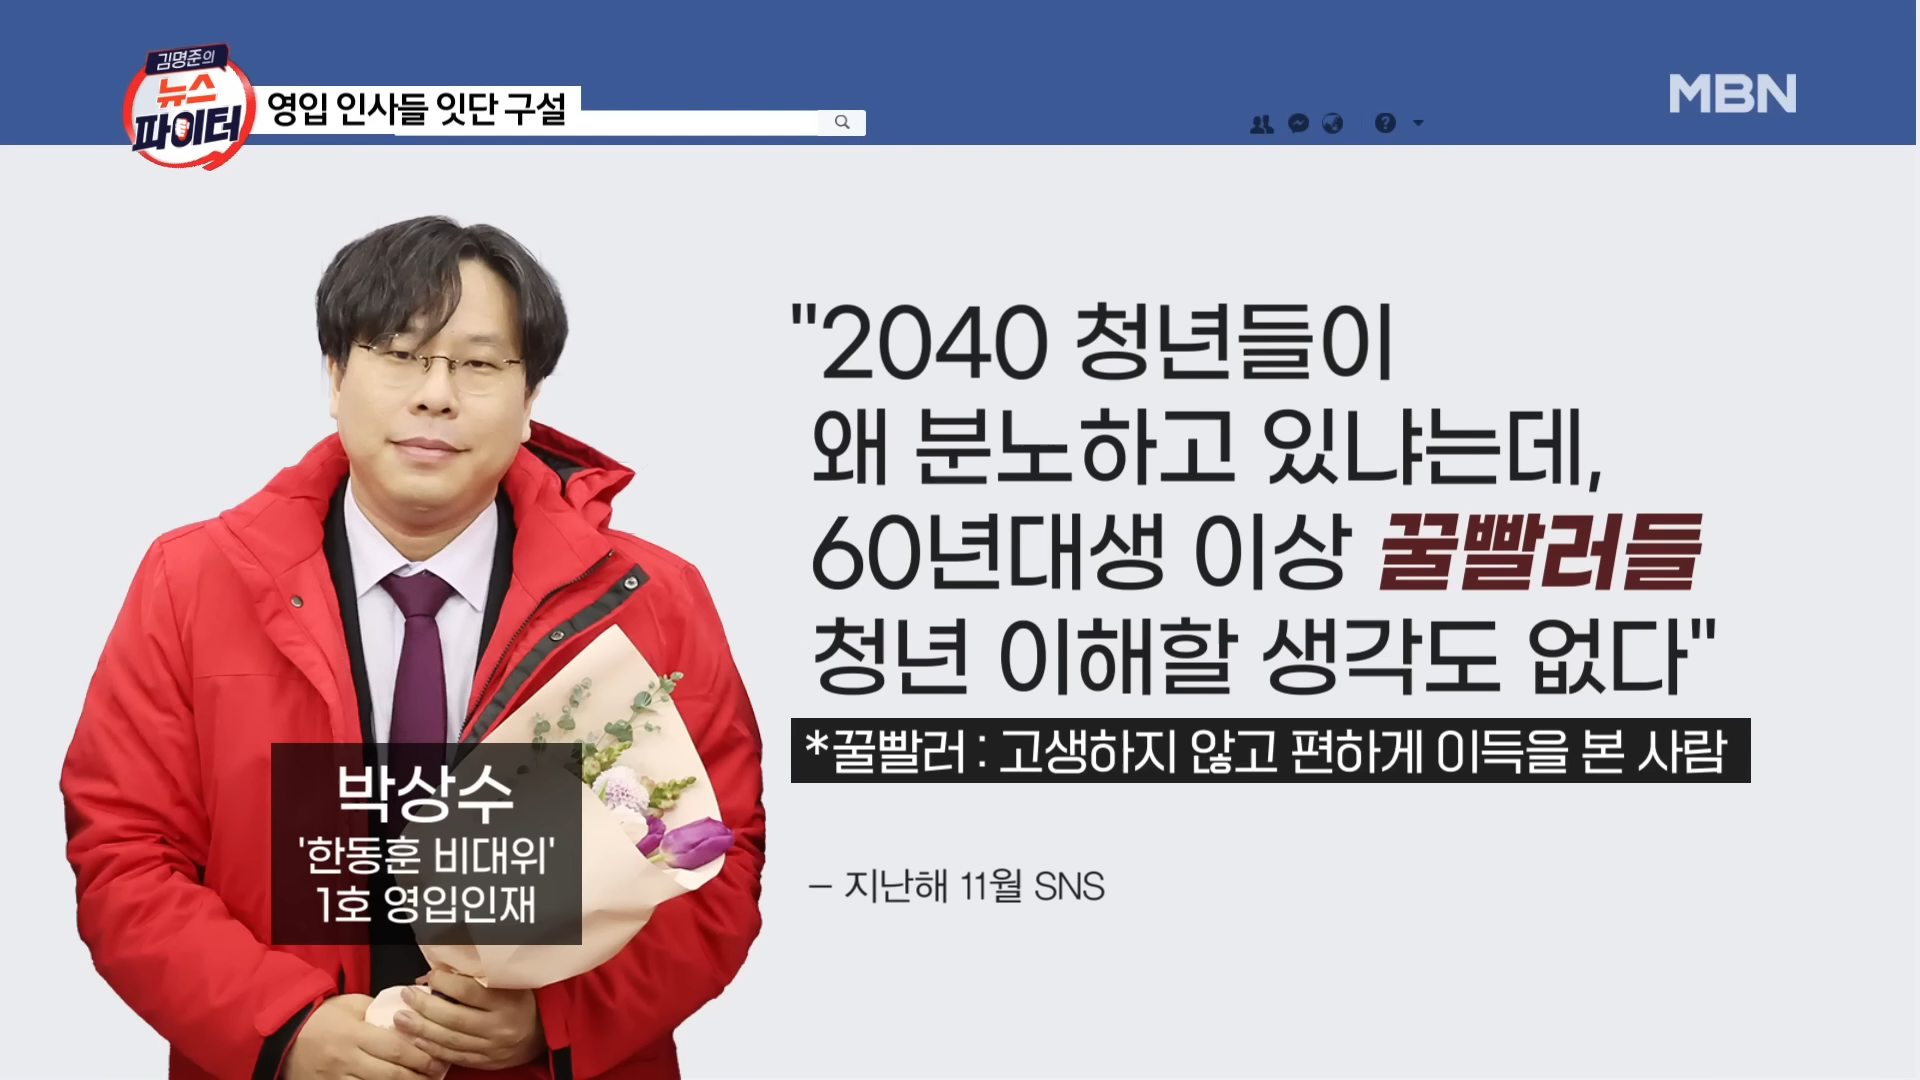 김명준의
뉴스
파이터
영입 인사들 잇단 구설
MBN
"2040 청년들이
왜 분노하고 있냐는데,
60년대생 이상 꿀빨러들
청년 이해할 생각도 없다"
*꿀빨러 : 고생하지 않고 편하게 이득을 본 사람
– 지난해 11월 SNS
박상수
'한동훈 비대위'
1호 영입인재